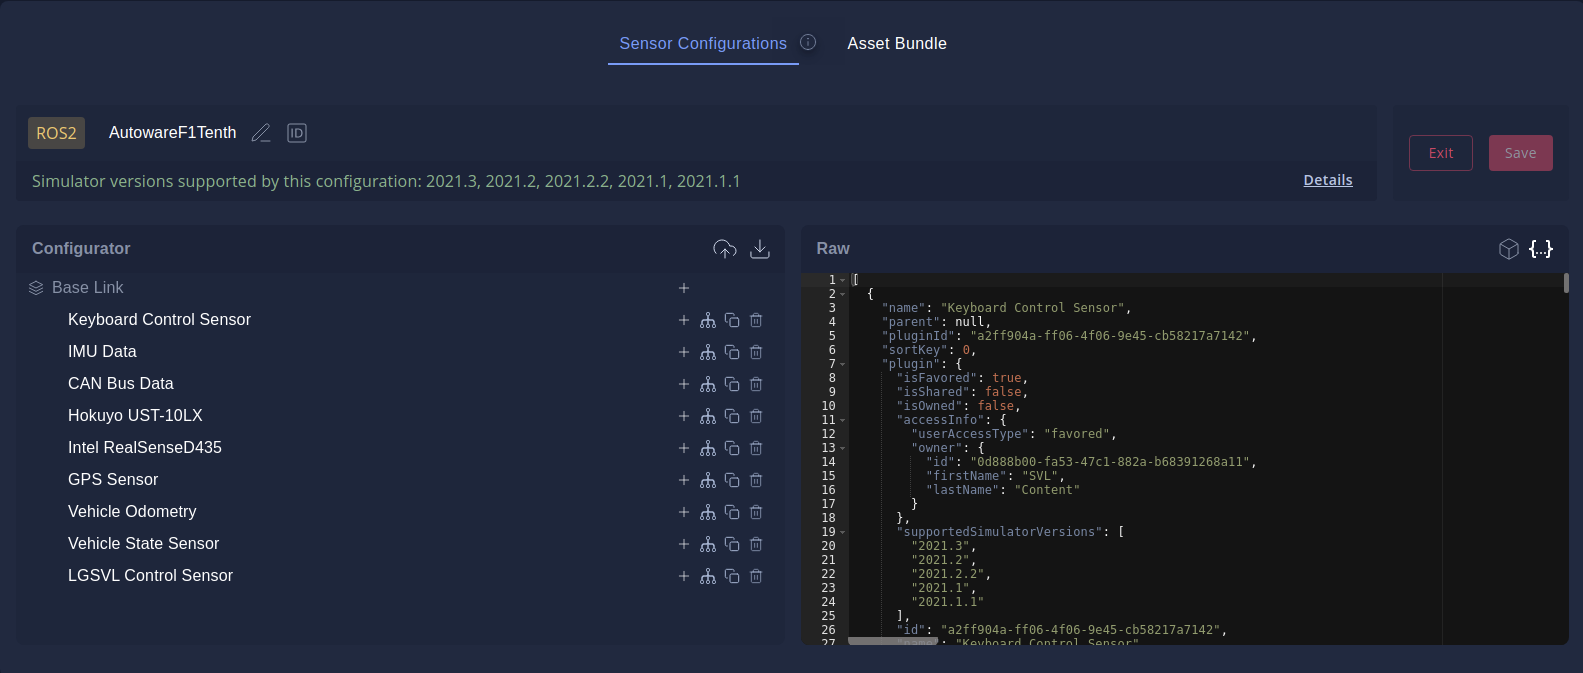 Sensor Configurations
Asset Bundle
ROS2
AutowareF1Tenth
ID
Simulator versions supported by this configuration: 2021.3, 2021.2, 2021.2.2, 2021.1, 2021.1.1
Details
Exit
Save
Configurator
Base Link
Keyboard Control Sensor
IMU Data
CAN Bus Data
Hokuyo UST-10LX
Intel RealSenseD435
GPS Sensor
Vehicle Odometry
Vehicle State Sensor
LGSVL Control Sensor
Raw
{...}
1 [
2 {
3 "name": "Keyboard Control Sensor",
4 "parent": null,
5 "pluginId": "a2ff904a-ff06-4f06-9e45-cb58217a7142",
6 "sortKey": 0,
7 "plugin": {
8 "isFavored": true,
9 "isShared": false,
10 "isOwned": false,
11 "accessInfo": {
12 "userAccessType": "favored",
13 "owner": {
14 "id": "0d888b00-fa53-47c1-882a-b68391268a11",
15 "firstName": "SVL",
16 "lastName": "Content"
17 }
18 },
19 "supportedSimulatorVersions": [
20 "2021.3",
21 "2021.2",
22 "2021.2.2",
23 "2021.1",
24 "2021.1.1"
25 ],
26 "id": "a2ff904a-ff06-4f06-9e45-cb58217a7142",
27 "name": "Keyboard Control Sensor"